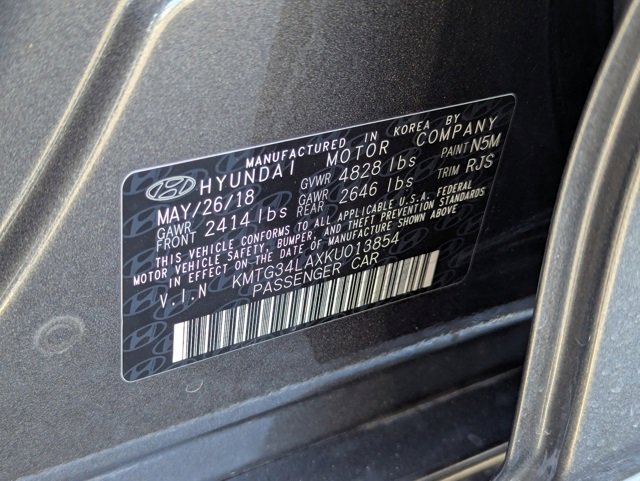 MANUFACTURED IN KOREA BY
HYUNDAI MOTOR COMPANY
MAY/26/18 GVWR 4828 lbs PAINT N5M
GAWR FRONT 2414 lbs GAWR REAR 2646 lbs TRIM RJS
THIS VEHICLE CONFORMS TO ALL APPLICABLE U.S.A. FEDERAL
MOTOR VEHICLE SAFETY, BUMPER, AND THEFT PREVENTION STANDARDS
IN EFFECT ON THE DATE OF MANUFACTURE SHOWN ABOVE.
V.I.N KMTG34LAXKU013854
PASSENGER CAR